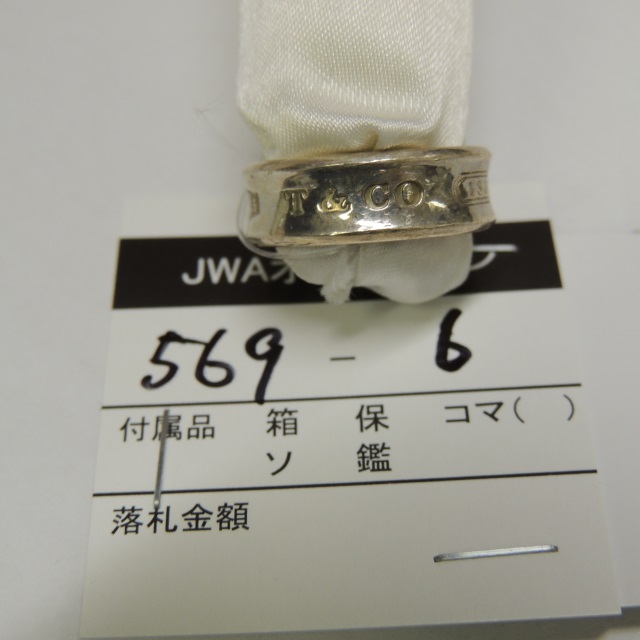 T & CO
JWA
569 - 6
付属品 箱 保 コマ( )
ソ 鑑
落札金額